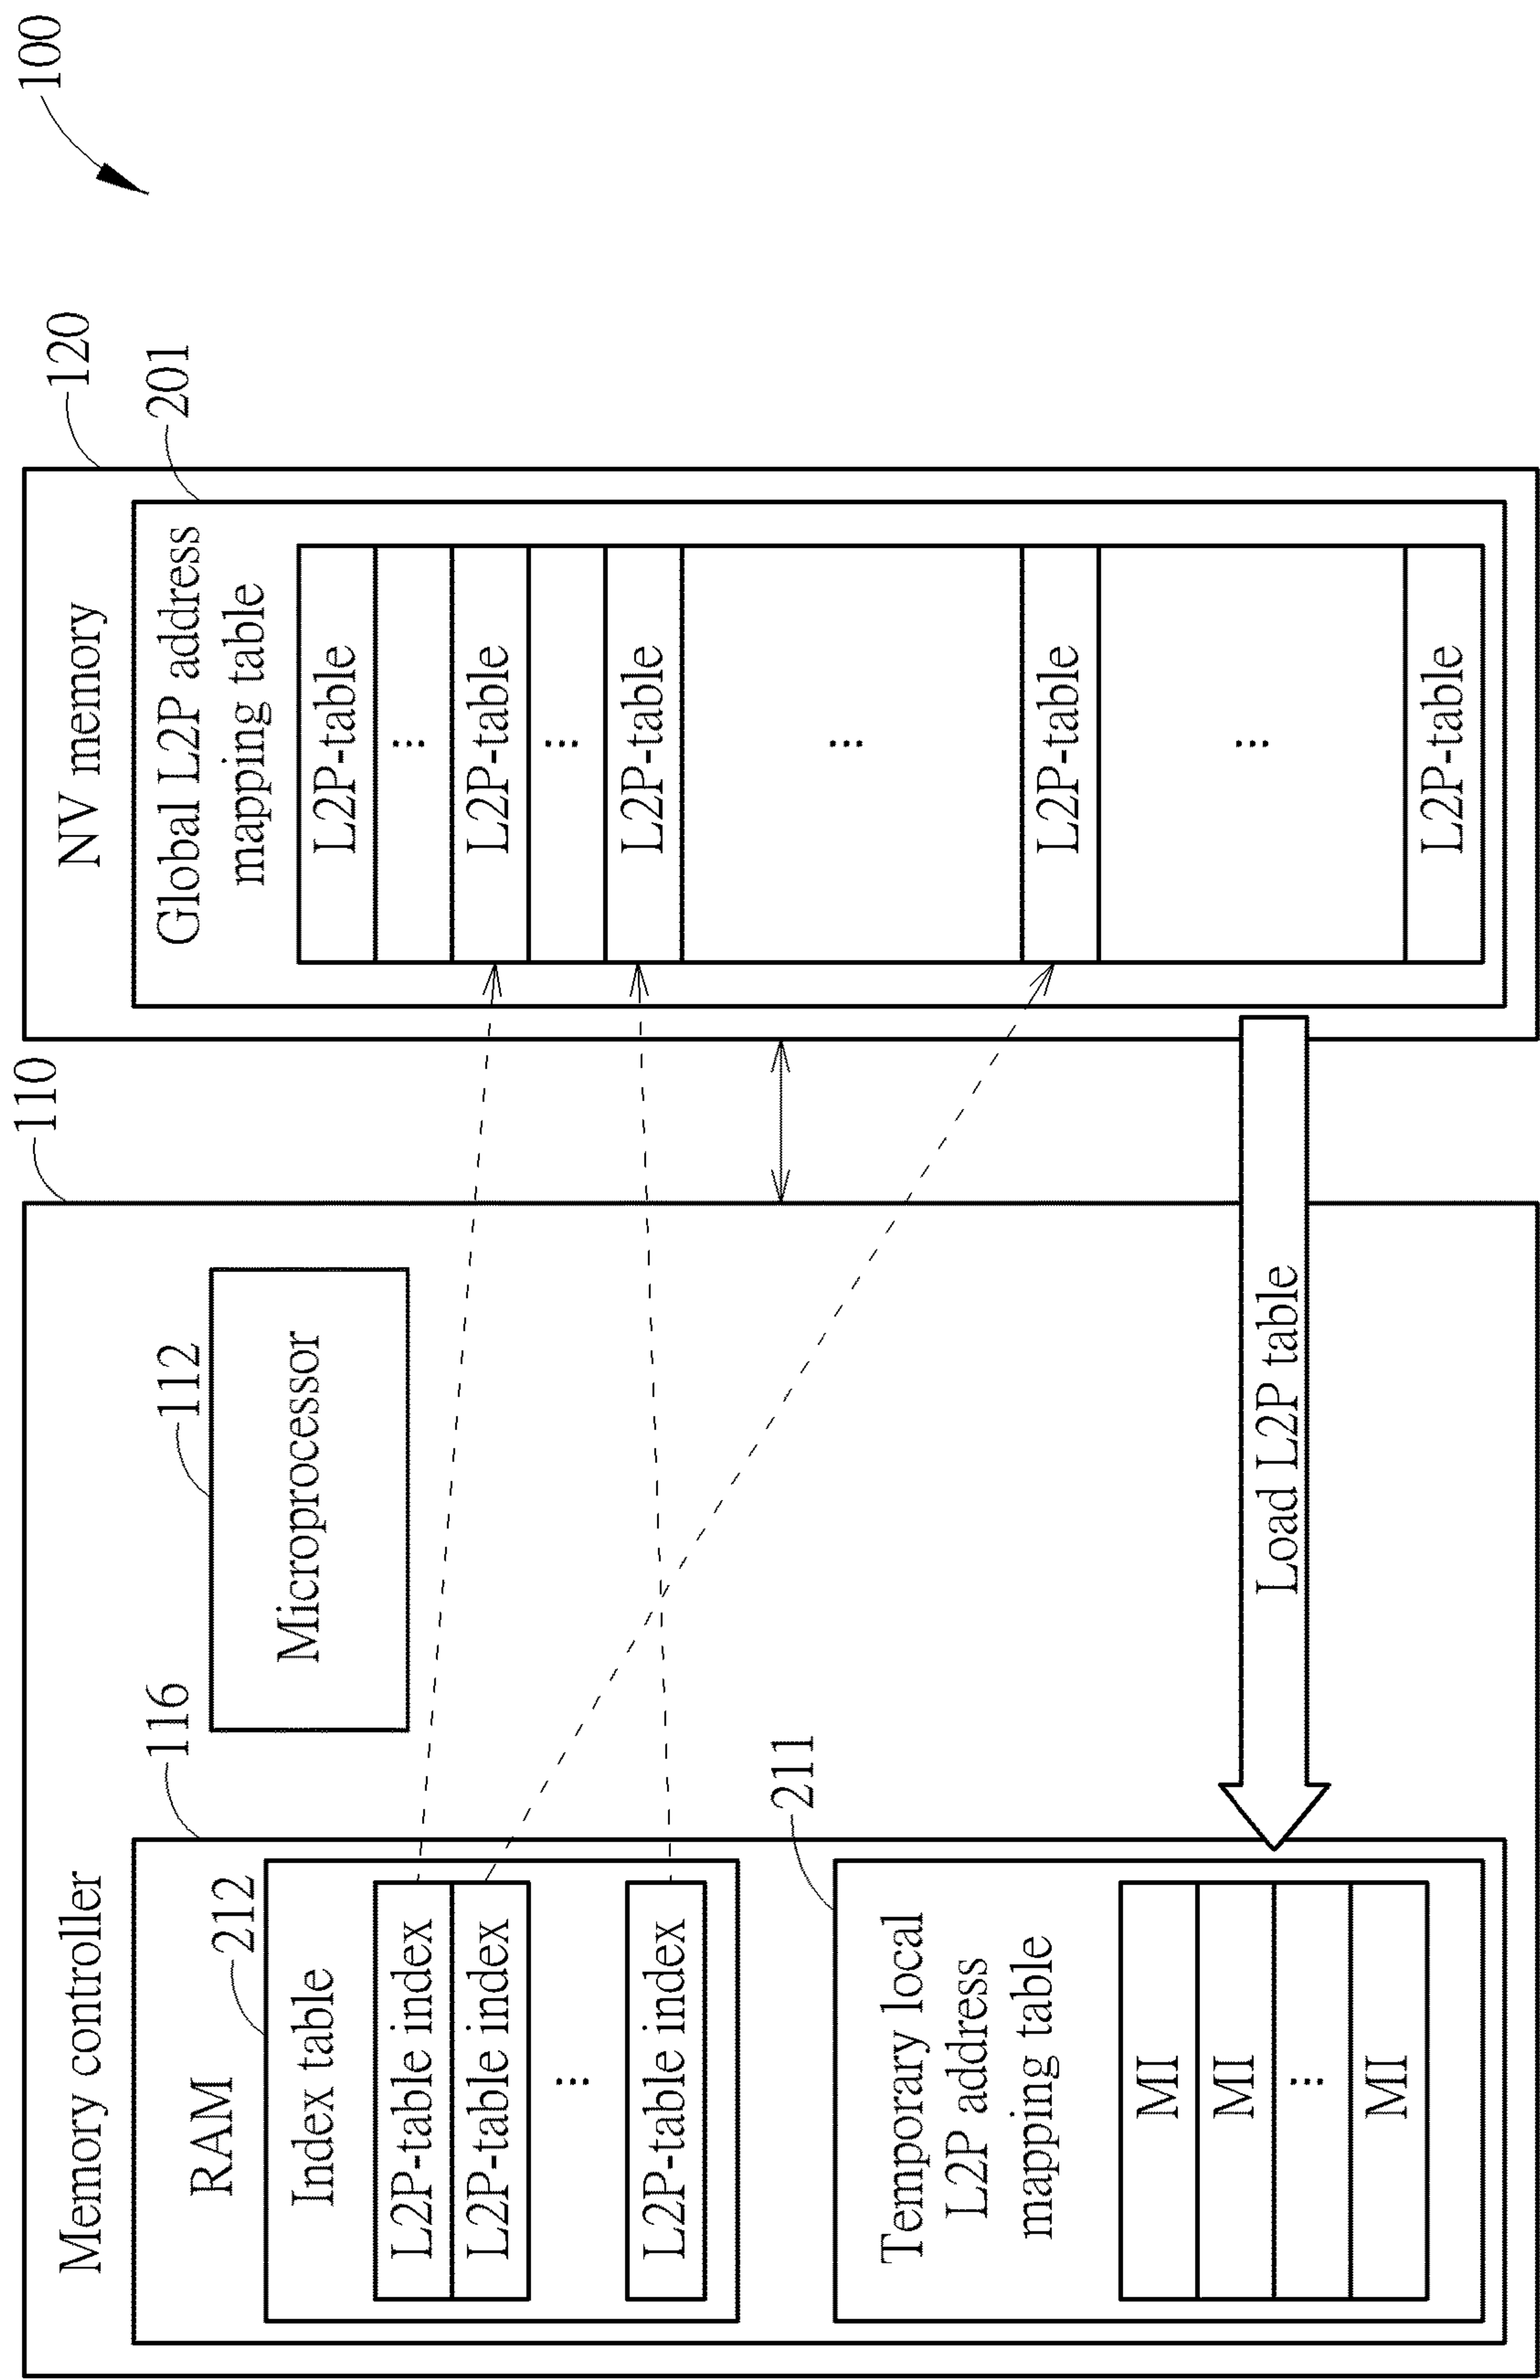 100
110
Memory controller
116
RAM
212
Index table
L2P-table index
L2P-table index
...
L2P-table index
211
Temporary local
L2P address
mapping table
MI
MI
...
MI
112
Microprocessor
Load L2P table
120
NV memory
201
Global L2P address
mapping table
L2P-table
...
L2P-table
...
L2P-table
...
L2P-table
...
L2P-table